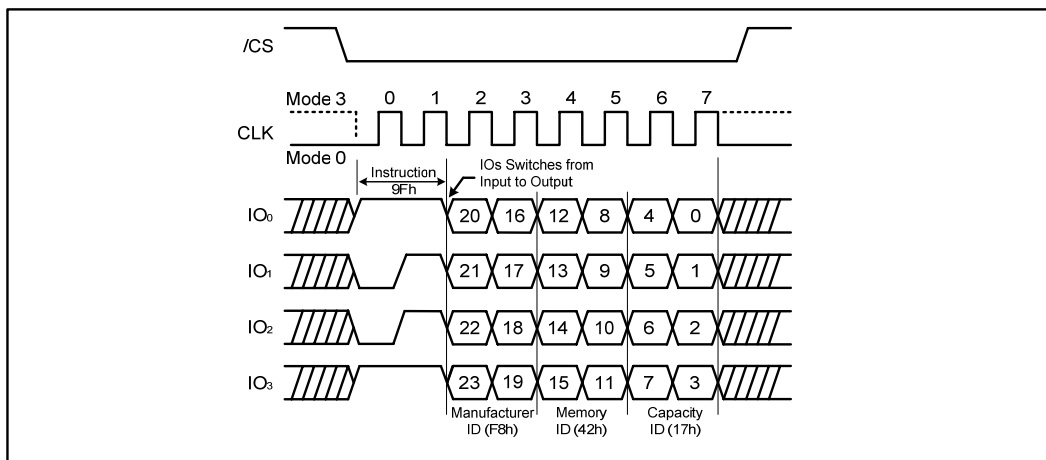 /CS
Mode 3 0 1 2 3 4 5 6 7
CLK
Mode 0
Instruction
9Fh
IOs Switches from
Input to Output
IO₀ 20 16 12 8 4 0
IO₁ 21 17 13 9 5 1
IO₂ 22 18 14 10 6 2
IO₃ 23 19 15 11 7 3
Manufacturer Memory Capacity
ID (F8h) ID (42h) ID (17h)